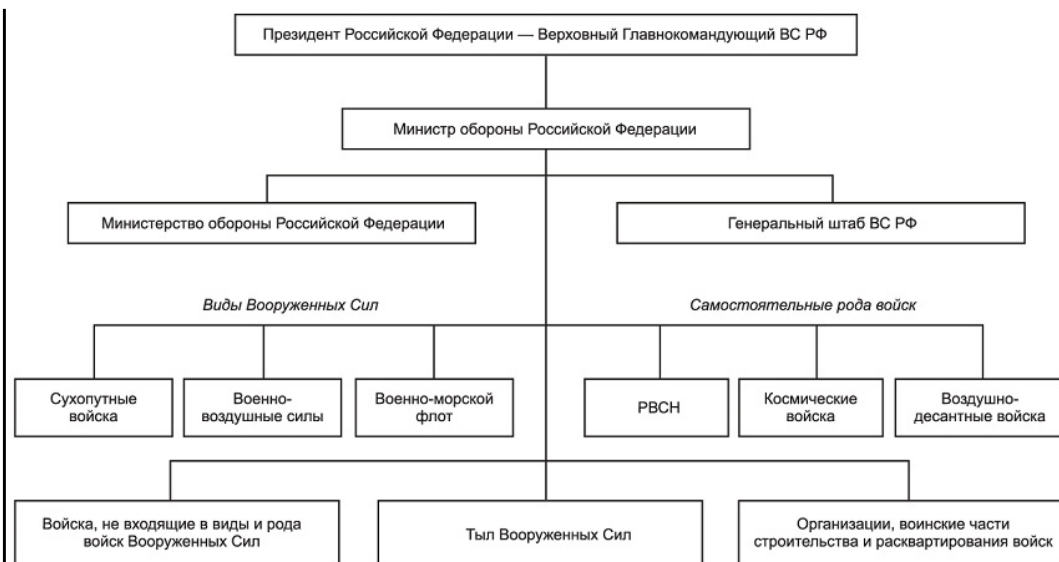 Президент Российской Федерации — Верховный Главнокомандующий ВС РФ
Министр обороны Российской Федерации
Министерство обороны Российской Федерации
Генеральный штаб ВС РФ
Виды Вооруженных Сил
Самостоятельные рода войск
Сухопутные
войска
Военно-
воздушные силы
Военно-морской
флот
РВСН
Космические
войска
Воздушно-
десантные войска
Войска, не входящие в виды и рода
войск Вооруженных Сил
Тыл Вооруженных Сил
Организации, воинские части
строительства и расквартирования войск